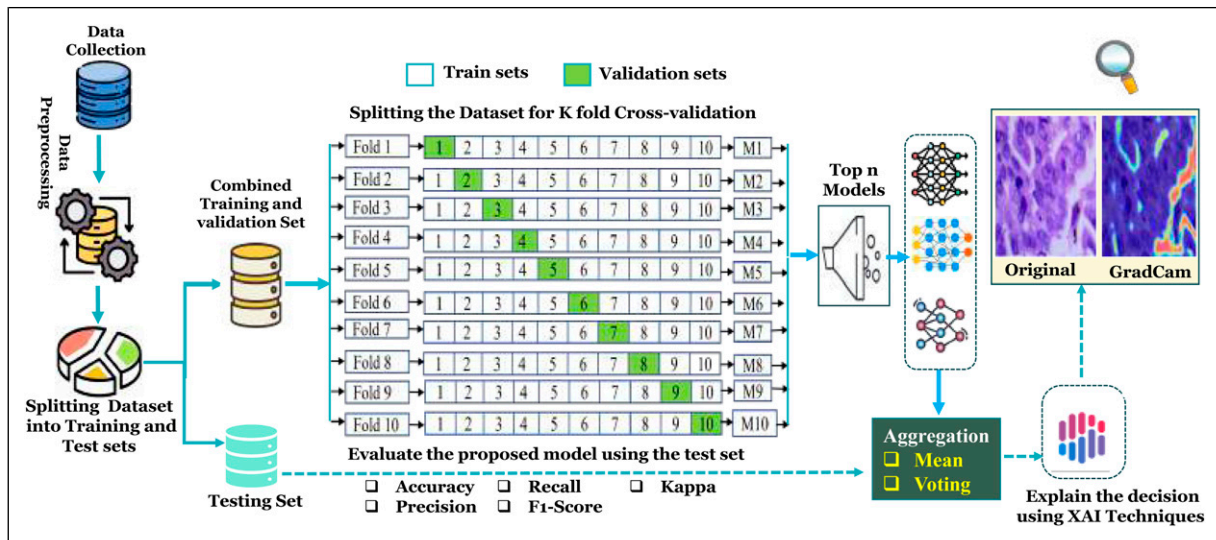 Data
Collection
Data
Preprocessing
Splitting Dataset
into Training and
Test sets
Combined
Training and
validation Set
Testing Set
Train sets
Validation sets
Splitting the Dataset for K fold Cross-validation
Fold 1 1 2 3 4 5 6 7 8 9 10 M1
Fold 2 1 2 3 4 5 6 7 8 9 10 M2
Fold 3 1 2 3 4 5 6 7 8 9 10 M3
Fold 4 1 2 3 4 5 6 7 8 9 10 M4
Fold 5 1 2 3 4 5 6 7 8 9 10 M5
Fold 6 1 2 3 4 5 6 7 8 9 10 M6
Fold 7 1 2 3 4 5 6 7 8 9 10 M7
Fold 8 1 2 3 4 5 6 7 8 9 10 M8
Fold 9 1 2 3 4 5 6 7 8 9 10 M9
Fold 10 1 2 3 4 5 6 7 8 9 10 M10
Evaluate the proposed model using the test set
Accuracy Recall Kappa
Precision F1-Score
Top n
Models
Aggregation
Mean
Voting
Original GradCam
Explain the decision
using XAI Techniques